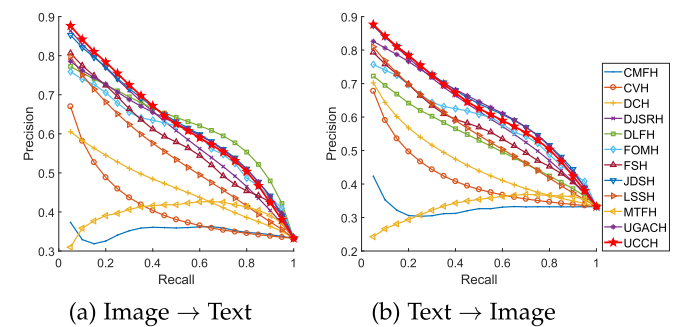 0.9
0.8
0.7
0.6
0.5
0.4
0.3
Precision
0 0.2 0.4 0.6 0.8 1
Recall
(a) Image → Text
0.9
0.8
0.7
0.6
0.5
0.4
0.3
0.2
Precision
0 0.2 0.4 0.6 0.8 1
Recall
(b) Text → Image
CMFH
CVH
DCH
DJSRH
DLFH
FOMH
FSH
JDSH
LSSH
MTFH
UGACH
UCCH